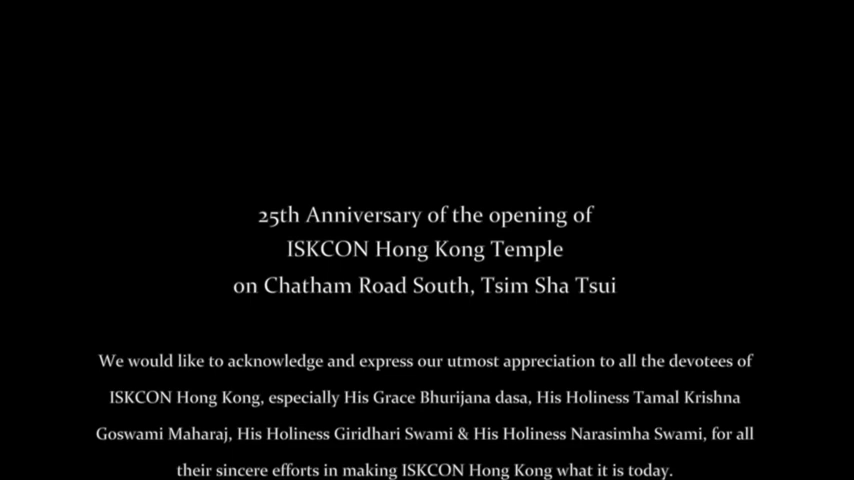 25th Anniversary of the opening of
ISKCON Hong Kong Temple
on Chatham Road South, Tsim Sha Tsui
We would like to acknowledge and express our utmost appreciation to all the devotees of
ISKCON Hong Kong, especially His Grace Bhurijana dasa, His Holiness Tamal Krishna
Goswami Maharaj, His Holiness Giridhari Swami & His Holiness Narasimha Swami, for all
their sincere efforts in making ISKCON Hong Kong what it is today.